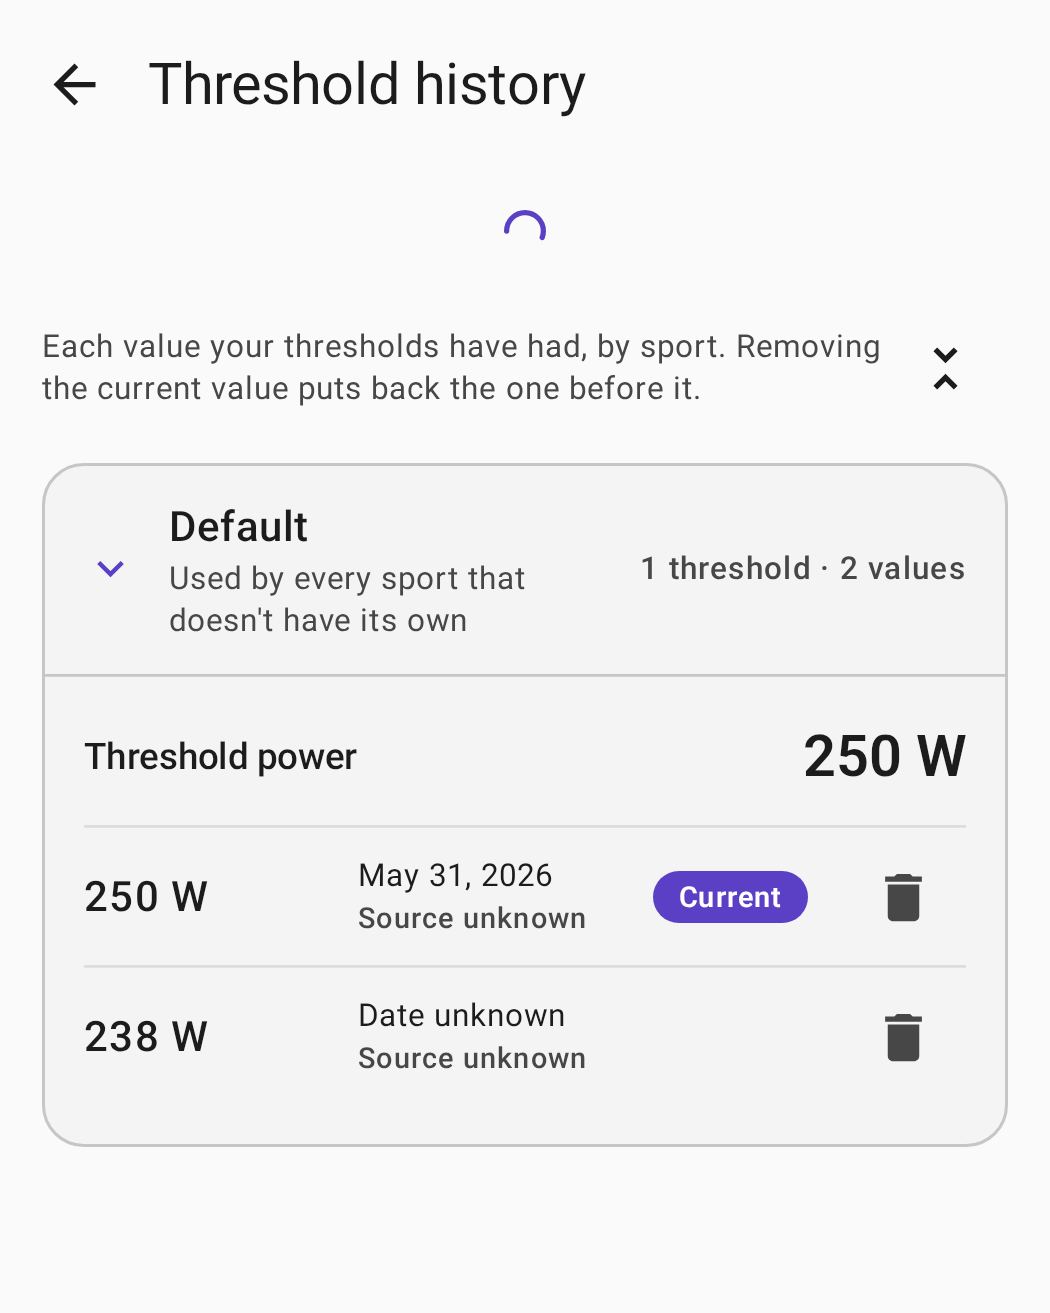 Threshold history
Each value your thresholds have had, by sport. Removing
the current value puts back the one before it.
Default
Used by every sport that
doesn't have its own
1 threshold · 2 values
Threshold power
250 W
250 W
May 31, 2026
Source unknown
Current
238 W
Date unknown
Source unknown